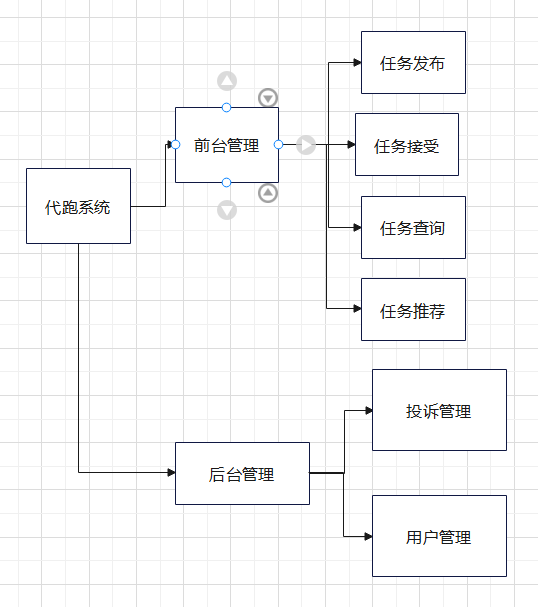 任务发布
前台管理
任务接受
代跑系统
任务查询
任务推荐
投诉管理
后台管理
用户管理